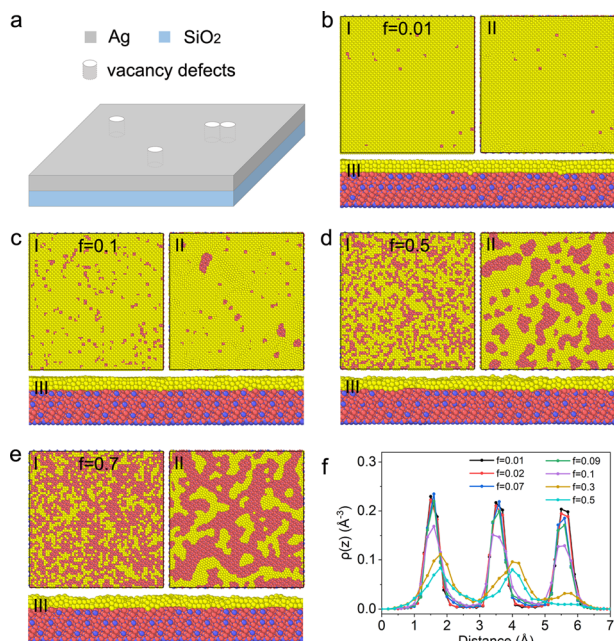 a
Ag SiO₂
vacancy defects
b
I f=0.01 II
III
c
I f=0.1 II
III
d
I f=0.5 II
III
e
I f=0.7 II
III
f
ρ(z) (Å⁻³)
0.3
0.2
0.1
0.0
f=0.01 f=0.09
f=0.02 f=0.1
f=0.07 f=0.3
f=0.5
0 1 2 3 4 5 6 7
Distance (Å)